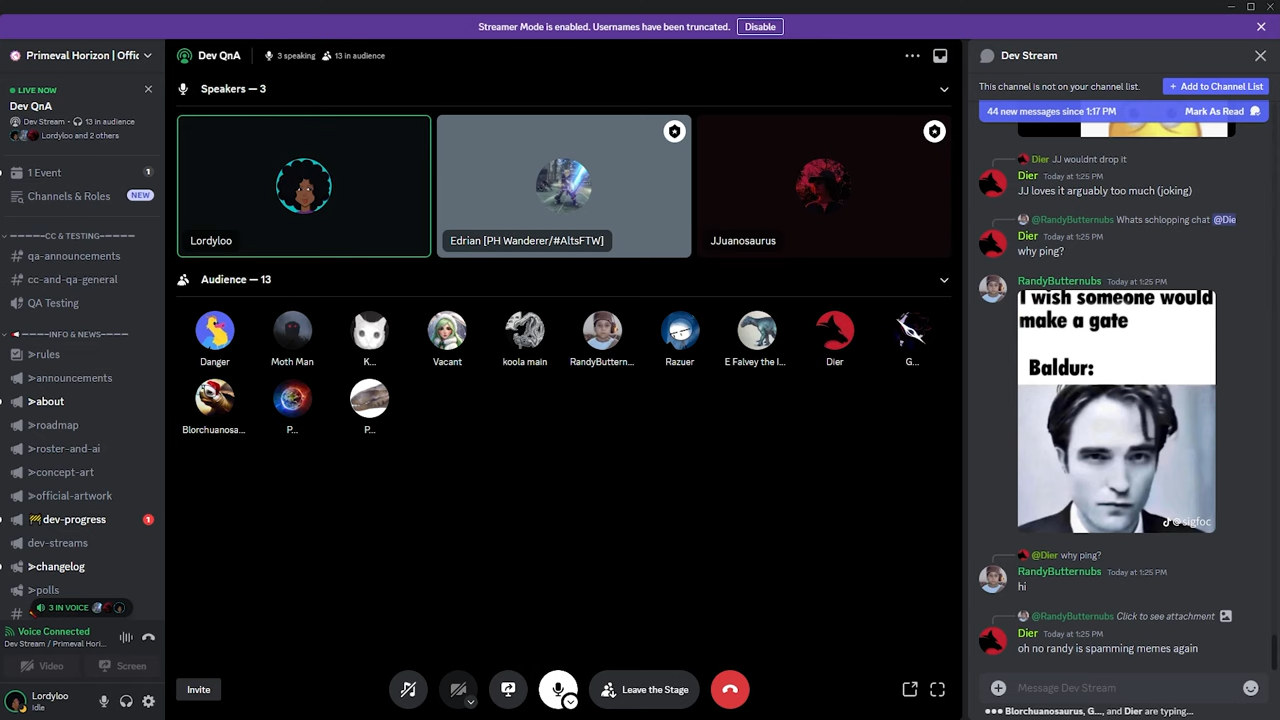 Streamer Mode is enabled. Usernames have been truncated.
Disable
Primeval Horizon | Offic
LIVE NOW
Dev QnA
Dev Stream • 13 in audience
Lordyloo and 2 others
1 Event
1
Channels & Roles
NEW
CC & TESTING
qa-announcements
cc-and-qa-general
QA Testing
INFO & NEWS
>rules
>announcements
>about
>roadmap
>roster-and-ai
>concept-art
>official-artwork
dev-progress
1
dev-streams
>changelog
>polls
3 IN VOICE
Voice Connected
Dev Stream / Primeval Hori...
Video
Screen
Lordyloo
Idle
Dev QnA
3 speaking
13 in audience
Speakers — 3
Lordyloo
Edrian [PH Wanderer/#AltsFTW]
JJuanosaurus
Audience — 13
Danger
Moth Man
K...
Vacant
koola main
RandyButtern...
Razuer
E Falvey the I...
Dier
G...
Blorchuanosa...
P...
P...
Invite
Leave the Stage
Dev Stream
This channel is not on your channel list.
+ Add to Channel List
44 new messages since 1:17 PM
Mark As Read
Dier JJ wouldnt drop it
Dier Today at 1:25 PM
JJ loves it arguably too much (joking)
@RandyButternubs Whats schlopping chat @Die
Dier Today at 1:25 PM
why ping?
RandyButternubs Today at 1:25 PM
I wish someone would
make a gate
Baldur:
@sigfoc
@Dier why ping?
RandyButternubs Today at 1:25 PM
hi
@RandyButternubs Click to see attachment
Dier Today at 1:25 PM
oh no randy is spamming memes again
Message Dev Stream
Blorchuanosaurus, G..., and Dier are typing...